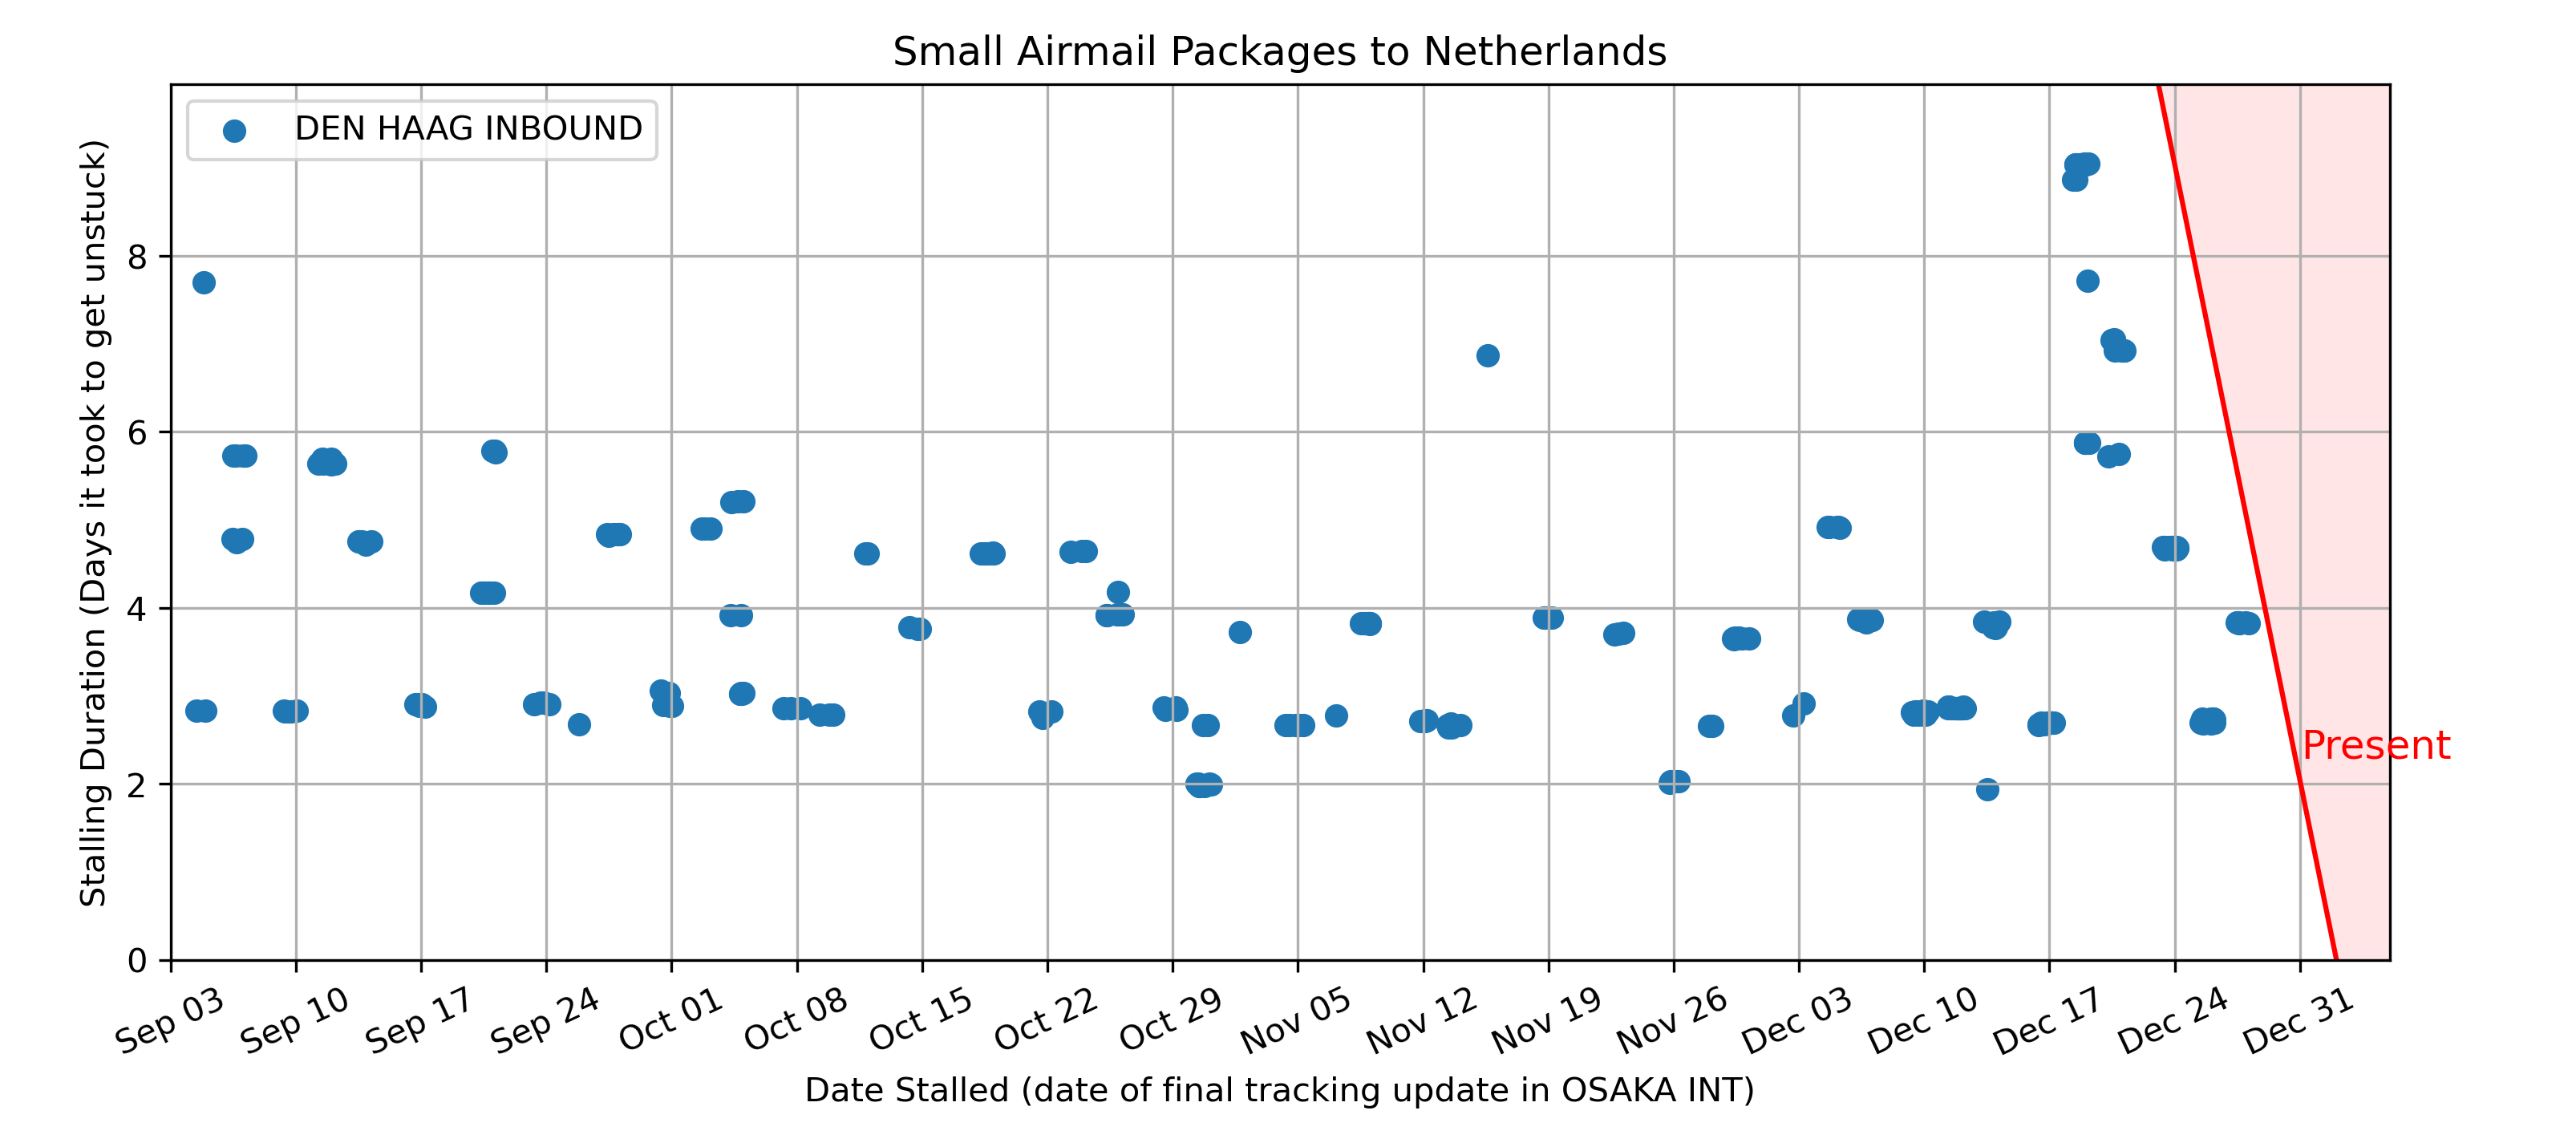 Small Airmail Packages to Netherlands
DEN HAAG INBOUND
Stalling Duration (Days it took to get unstuck)
8
6
4
2
0
Present
Sep 03 Sep 10 Sep 17 Sep 24 Oct 01 Oct 08 Oct 15 Oct 22 Oct 29 Nov 05 Nov 12 Nov 19 Nov 26 Dec 03 Dec 10 Dec 17 Dec 24 Dec 31
Date Stalled (date of final tracking update in OSAKA INT)